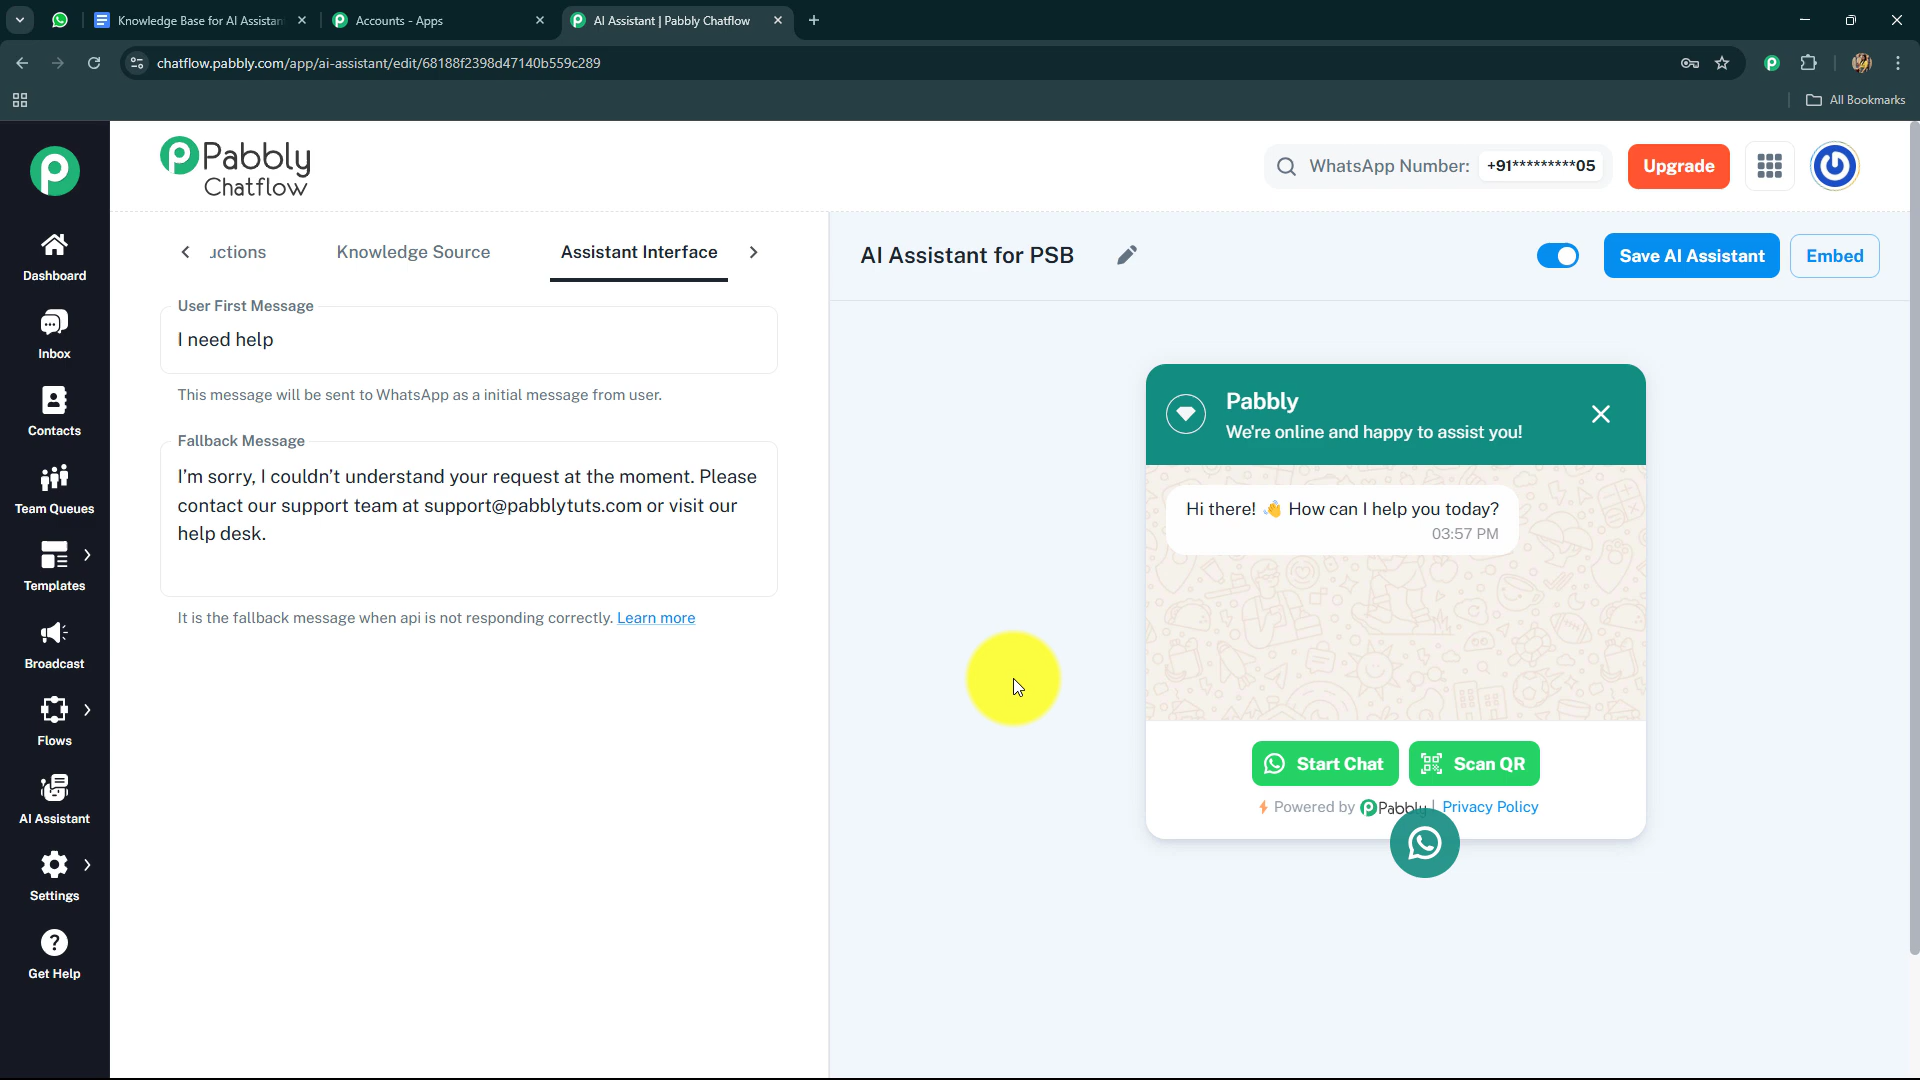 Knowledge Base for AI Assistan
Accounts - Apps
AI Assistant | Pabbly Chatflow
chatflow.pabbly.com/app/ai-assistant/edit/68188f2398d47140b559c289
All Bookmarks
Pabbly
Chatflow
WhatsApp Number: +91*********05
Upgrade
Dashboard
Inbox
Contacts
Team Queues
Templates
Broadcast
Flows
AI Assistant
Settings
Get Help
uctions
Knowledge Source
Assistant Interface
User First Message
I need help
This message will be sent to WhatsApp as a initial message from user.
Fallback Message
I’m sorry, I couldn’t understand your request at the moment. Please
contact our support team at support@pabblytuts.com or visit our
help desk.
It is the fallback message when api is not responding correctly. Learn more
AI Assistant for PSB
Save AI Assistant
Embed
Pabbly
We're online and happy to assist you!
Hi there! 👋 How can I help you today?
03:57 PM
Start Chat
Scan QR
Powered by Pabbly | Privacy Policy